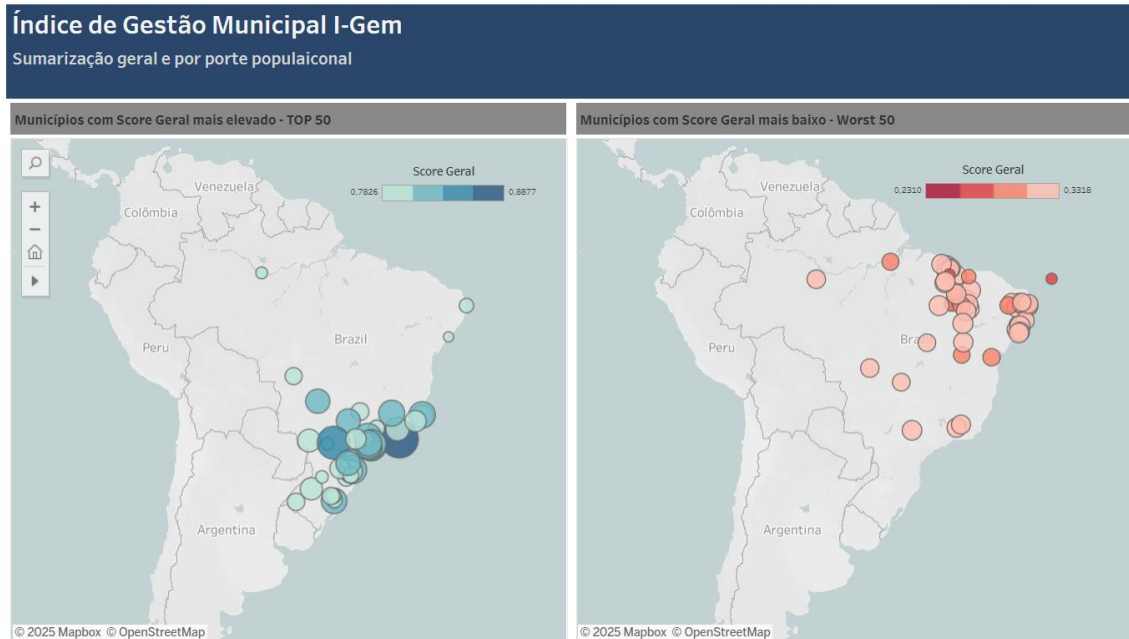 Índice de Gestão Municipal I-Gem
Sumarização geral e por porte populaiconal
Municípios com Score Geral mais elevado - TOP 50
Score Geral
0,7826
0,8877
Venezuela
Colômbia
Brazil
Peru
Argentina
© 2025 Mapbox © OpenStreetMap
Municípios com Score Geral mais baixo - Worst 50
Score Geral
0,2310
0,3318
Venezuela
Colômbia
Bra
Peru
Argentina
© 2025 Mapbox © OpenStreetMap